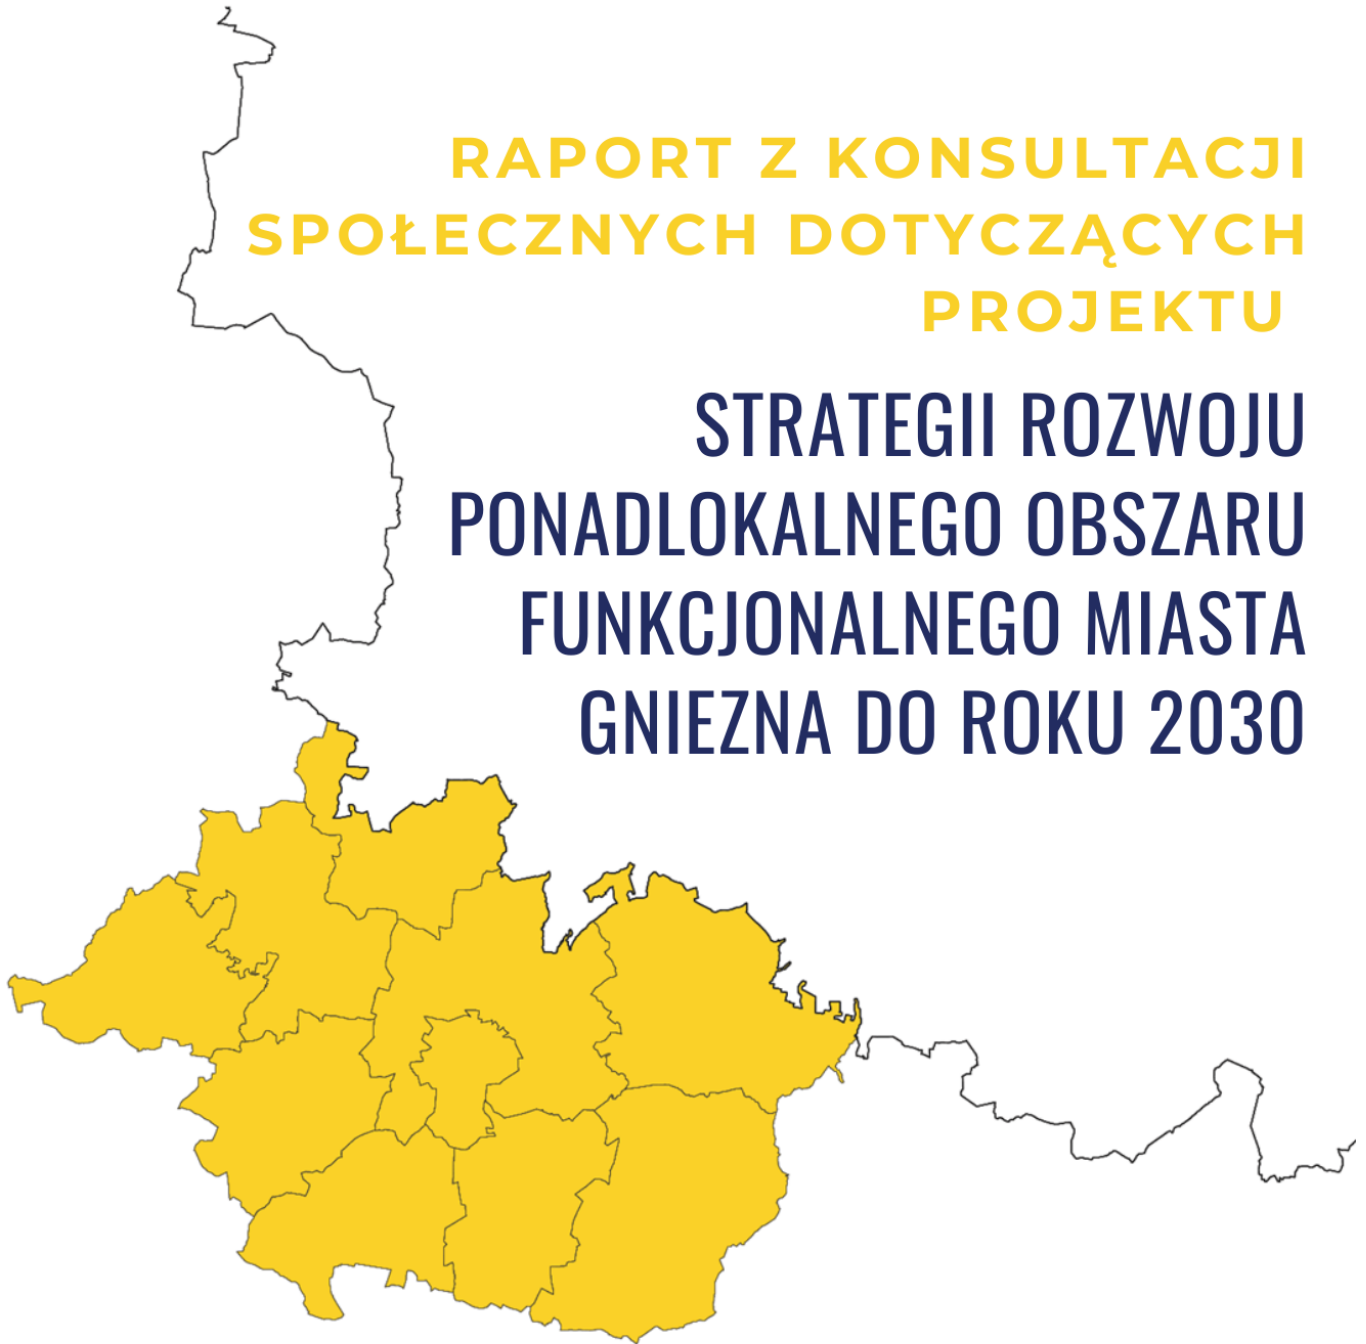 RAPORT Z KONSULTACJI
SPOŁECZNYCH DOTYCZĄCYCH
PROJEKTU
STRATEGII ROZWOJU
PONADLOKALNEGO OBSZARU
FUNKCJONALNEGO MIASTA
GNIEZNA DO ROKU 2030